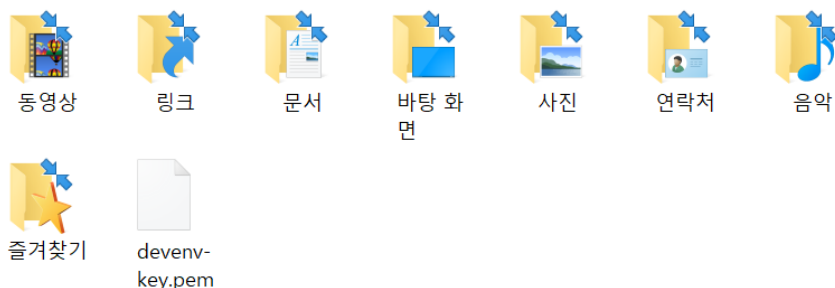 동영상
링크
문서
바탕 화
면
사진
연락처
음악
즐겨찾기
devenv-
key.pem